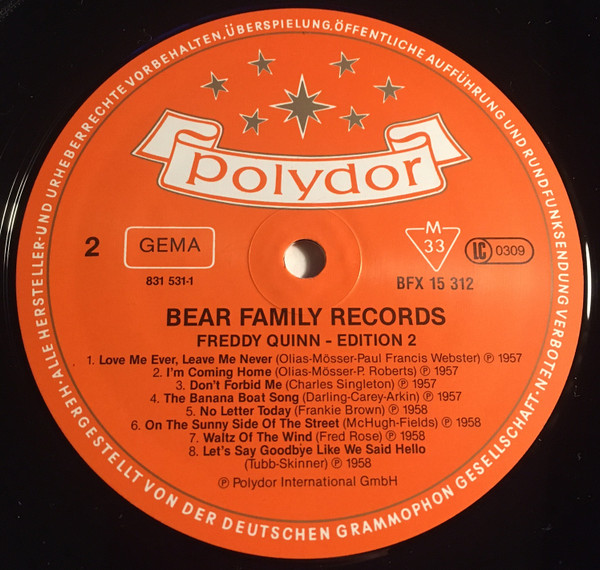 ·HERGESTELLT VON DER DEUTSCHEN GRAMMOPHON GESELLSCHAFT·ALLE HERSTELLER-UND URHEBERRECHTE VORBEHALTEN,ÜBERSPIELUNG,ÖFFENTLICHE AUFFÜHRUNG UND RUNDFUNKSENDUNG VERBOTEN
polydor
2
GEMA
831 531-1
M
33
LC 0309
BFX 15 312
BEAR FAMILY RECORDS
FREDDY QUINN - EDITION 2
1. Love Me Ever, Leave Me Never (Olias-Mösser-Paul Francis Webster) ℗ 1957
2. I'm Coming Home (Olias-Mösser-P. Roberts) ℗ 1957
3. Don't Forbid Me (Charles Singleton) ℗ 1957
4. The Banana Boat Song (Darling-Carey-Arkin) ℗ 1957
5. No Letter Today (Frankie Brown) ℗ 1958
6. On The Sunny Side Of The Street (McHugh-Fields) ℗ 1958
7. Waltz Of The Wind (Fred Rose) ℗ 1958
8. Let's Say Goodbye Like We Said Hello
(Tubb-Skinner) ℗ 1958
℗ Polydor International GmbH